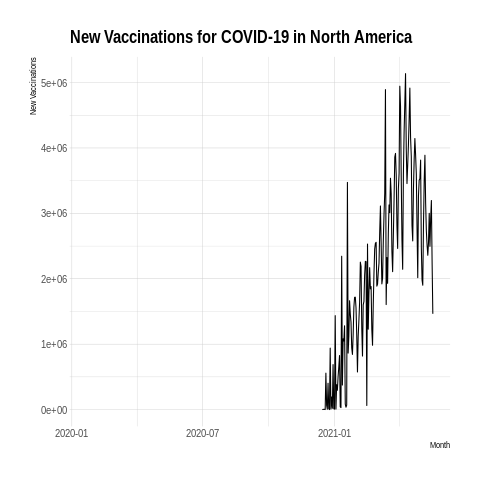 New Vaccinations for COVID-19 in North America
New Vaccinations
5e+06
4e+06
3e+06
2e+06
1e+06
0e+00
2020-01 2020-07 2021-01
Month